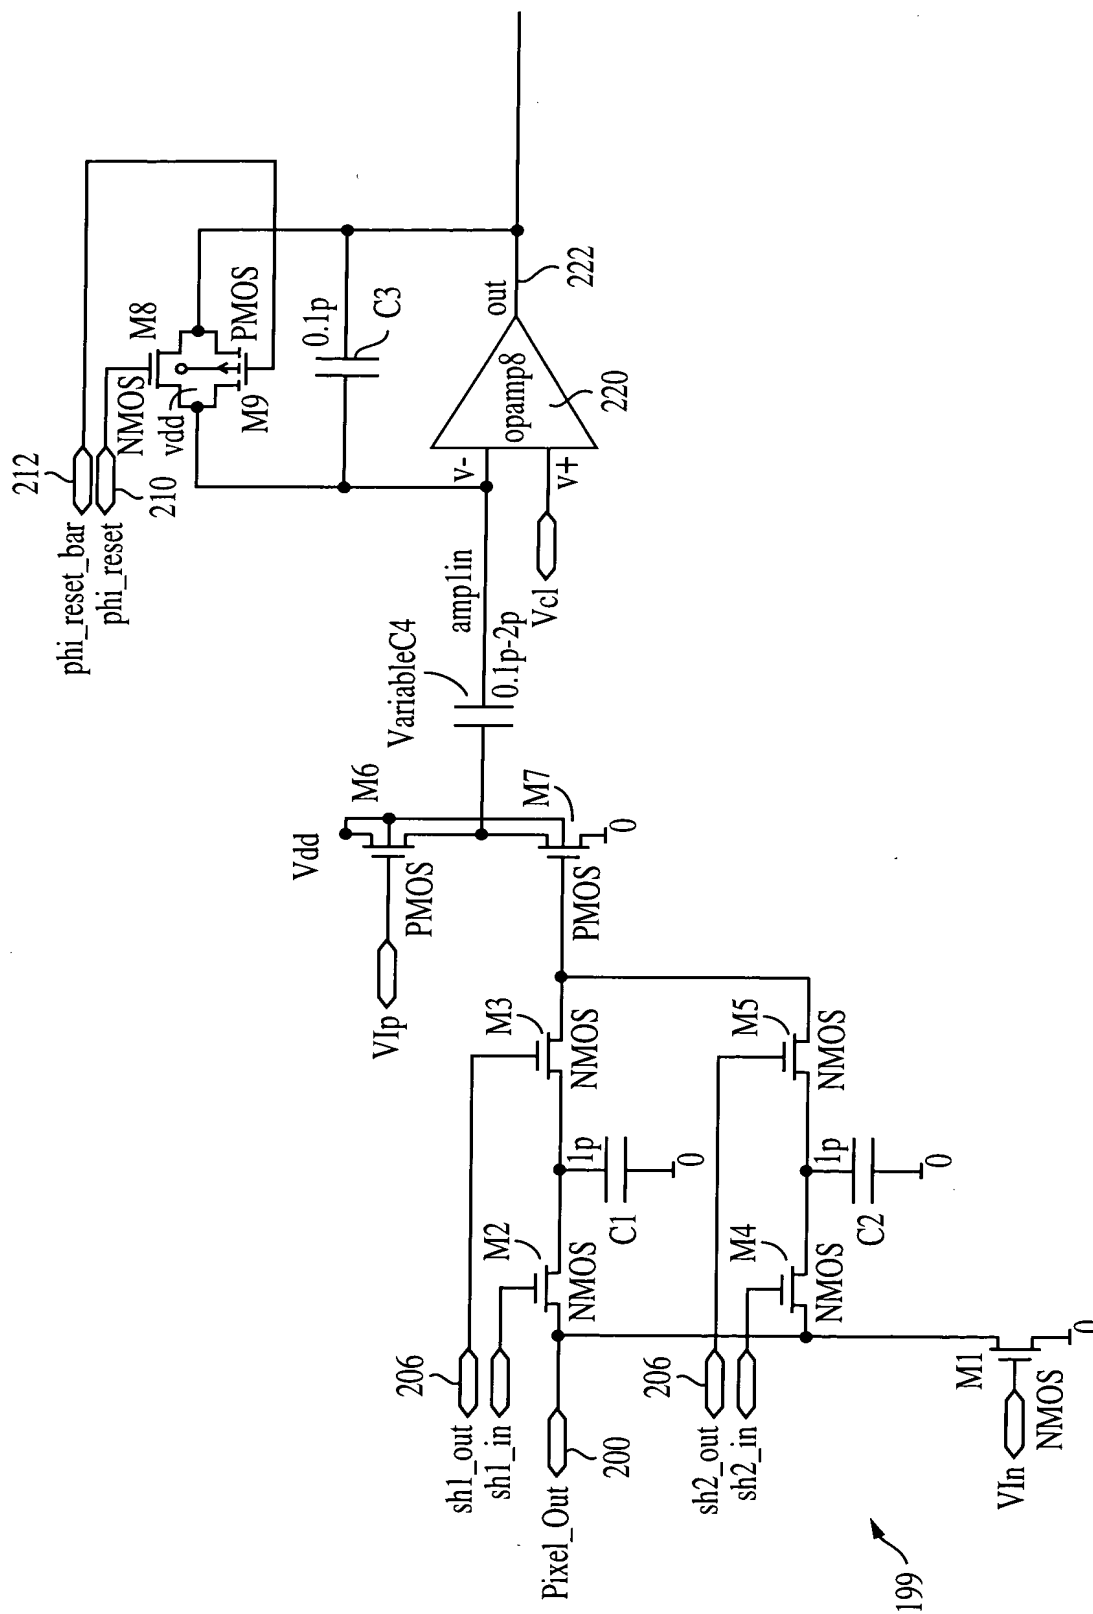 212
phi_reset_bar
phi_reset
210
NMOS
M8
vdd
PMOS
M9
0.1p
C3
out
222
opamp8
220
v-
v+
Vcl
amp1in
VariableC4
0.1p-2p
Vdd
M6
PMOS
VIp
M7
PMOS
0
206
sh1_out
sh1_in
M3
NMOS
M2
NMOS
1p
C1
0
Pixel_Out
200
206
sh2_out
sh2_in
M5
NMOS
M4
NMOS
1p
C2
0
M1
NMOS
VIn
0
199